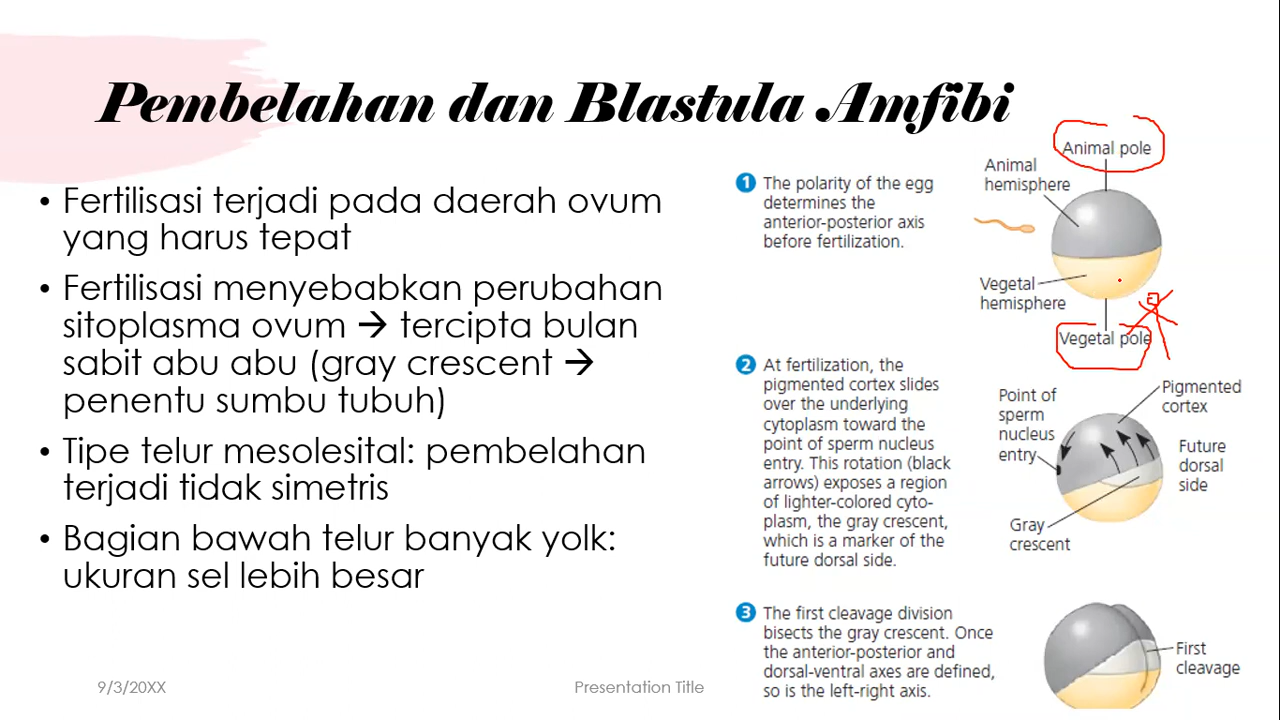 Pembelahan dan Blastula Amfibi
• Fertilisasi terjadi pada daerah ovum
yang harus tepat
• Fertilisasi menyebabkan perubahan
sitoplasma ovum → tercipta bulan
sabit abu abu (gray crescent →
penentu sumbu tubuh)
• Tipe telur mesolesital: pembelahan
terjadi tidak simetris
• Bagian bawah telur banyak yolk:
ukuran sel lebih besar
1 The polarity of the egg
determines the
anterior-posterior axis
before fertilization.
Animal pole
Animal
hemisphere
Vegetal
hemisphere
Vegetal pole
2 At fertilization, the
pigmented cortex slides
over the underlying
cytoplasm toward the
point of sperm nucleus
entry. This rotation (black
arrows) exposes a region
of lighter-colored cyto-
plasm, the gray crescent,
which is a marker of the
future dorsal side.
Point of
sperm
nucleus
entry
Pigmented
cortex
Future
dorsal
side
Gray
crescent
3 The first cleavage division
bisects the gray crescent. Once
the anterior-posterior and
dorsal-ventral axes are defined,
so is the left-right axis.
First
cleavage
9/3/20XX
Presentation Title